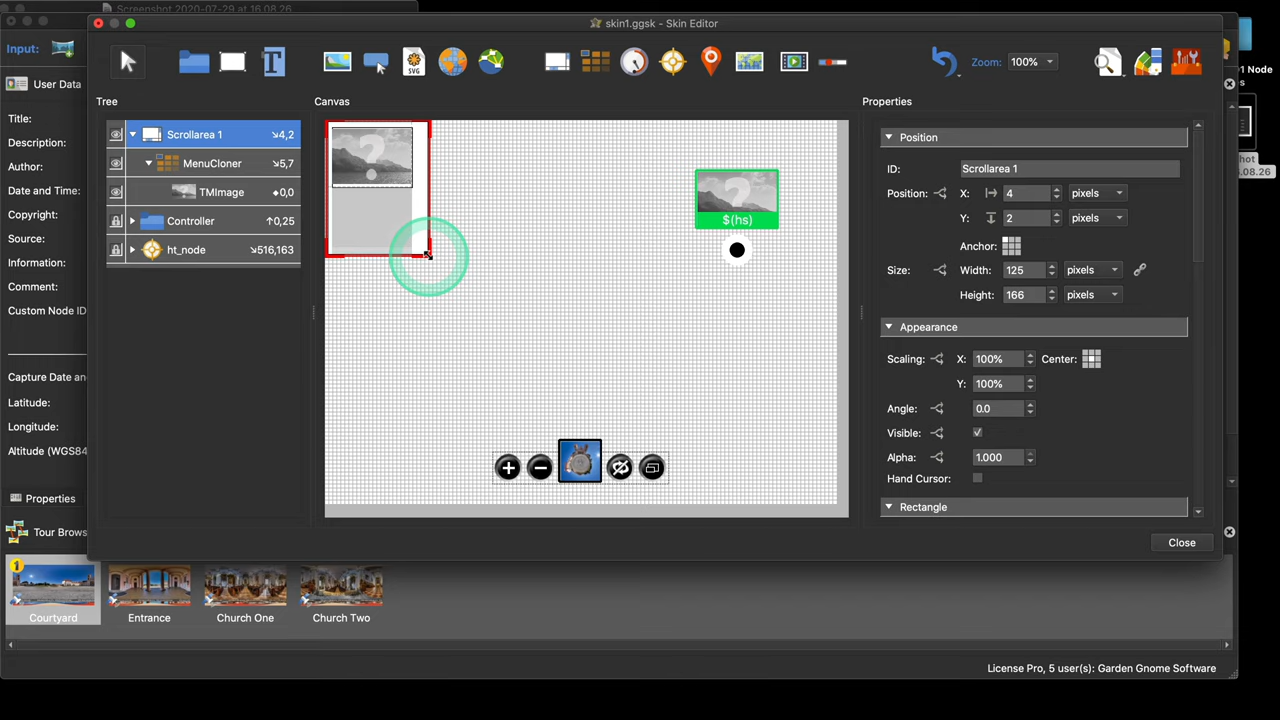 Screenshot 2020-07-29 at 16.08.26
skin1.ggsk - Skin Editor
Input:
T
SVG
Zoom: 100%
User Data
Tree
Canvas
Properties
Title:
Description:
Author:
Date and Time:
Copyright:
Source:
Information:
Comment:
Custom Node ID
Capture Date and
Latitude:
Longitude:
Altitude (WGS84
Scrollarea 1 ↘4,2
MenuCloner ↘5,7
TMImage ◆0,0
Controller ↑0,25
ht_node ↘516,163
?
?
$(hs)
Position
ID: Scrollarea 1
Position: X: 4 pixels
Y: 2 pixels
Anchor:
Size: Width: 125 pixels
Height: 166 pixels
Appearance
Scaling: X: 100% Center:
Y: 100%
Angle: 0.0
Visible:
Alpha: 1.000
Hand Cursor:
Rectangle
Close
Properties
Tour Brows
1
Courtyard
Entrance
Church One
Church Two
License Pro, 5 user(s): Garden Gnome Software